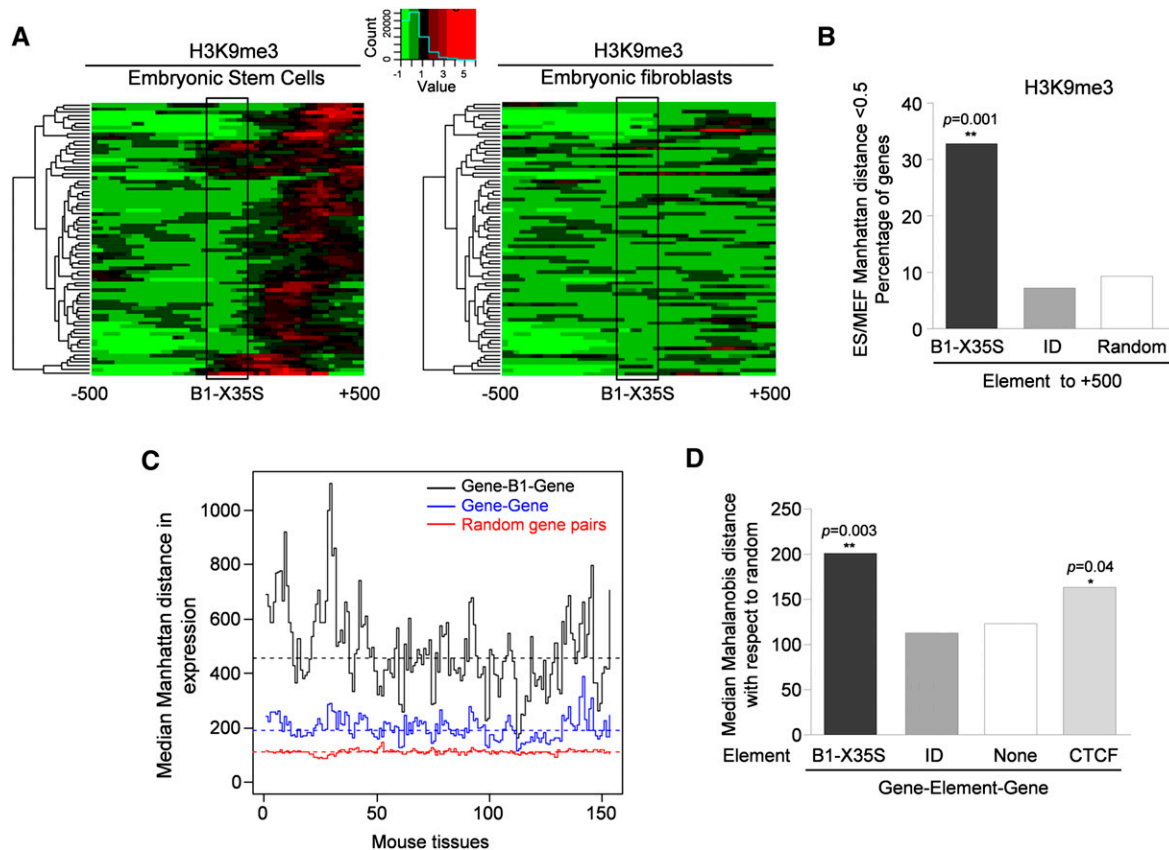 A
H3K9me3
Embryonic Stem Cells
-500
B1-X35S
+500
Count
0
10000
20000
-1
1
3
5
Value
H3K9me3
Embryonic fibroblasts
-500
B1-X35S
+500
B
H3K9me3
ES/MEF Manhattan distance <0.5
Percentage of genes
40
30
20
10
0
p=0.001
**
B1-X35S
ID
Random
Element to +500
C
Median Manhattan distance in
expression
1000
800
600
400
200
0
Gene-B1-Gene
Gene-Gene
Random gene pairs
0
50
100
150
Mouse tissues
D
Median Mahalanobis distance
with respect to random
250
200
150
100
50
0
p=0.003
**
p=0.04
*
Element
B1-X35S
ID
None
CTCF
Gene-Element-Gene